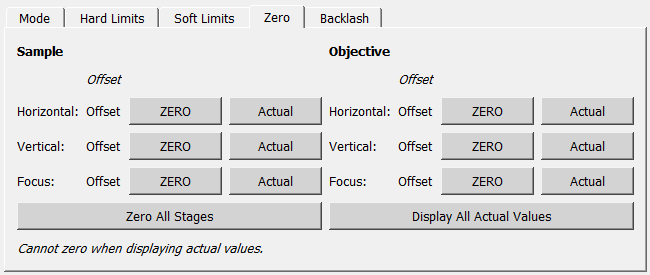 Mode Hard Limits Soft Limits Zero Backlash
Sample Objective
Offset Offset
Horizontal: Offset ZERO Actual Horizontal: Offset ZERO Actual
Vertical: Offset ZERO Actual Vertical: Offset ZERO Actual
Focus: Offset ZERO Actual Focus: Offset ZERO Actual
Zero All Stages Display All Actual Values
Cannot zero when displaying actual values.